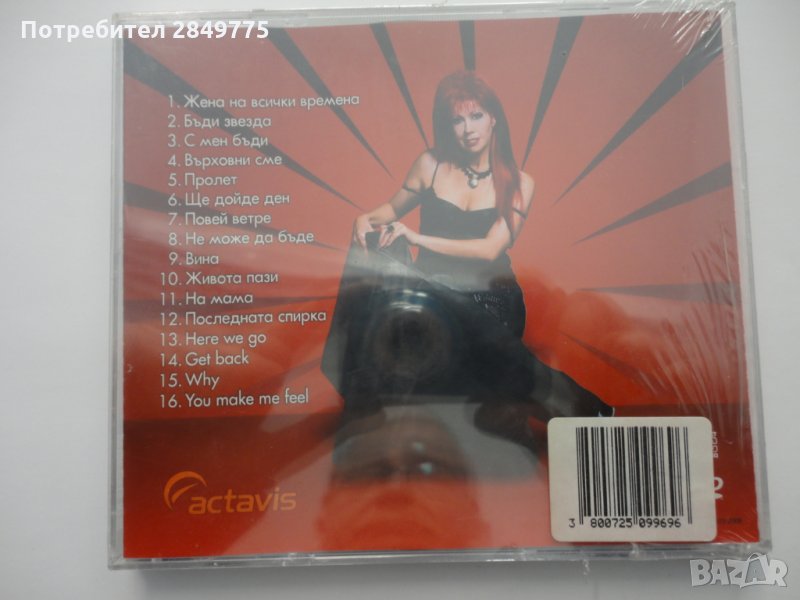 Потребител 2849775
1. Жена на всички времена
2. Бъди звезда
3. С мен бъди
4. Върховни сме
5. Пролет
6. Ще дойде ден
7. Повей ветре
8. Не може да бъде
9. Вина
10. Живота пази
11. На мама
12. Последната спирка
13. Here we go
14. Get back
15. Why
16. You make me feel
actavis
3 800725 099696
BAZAR